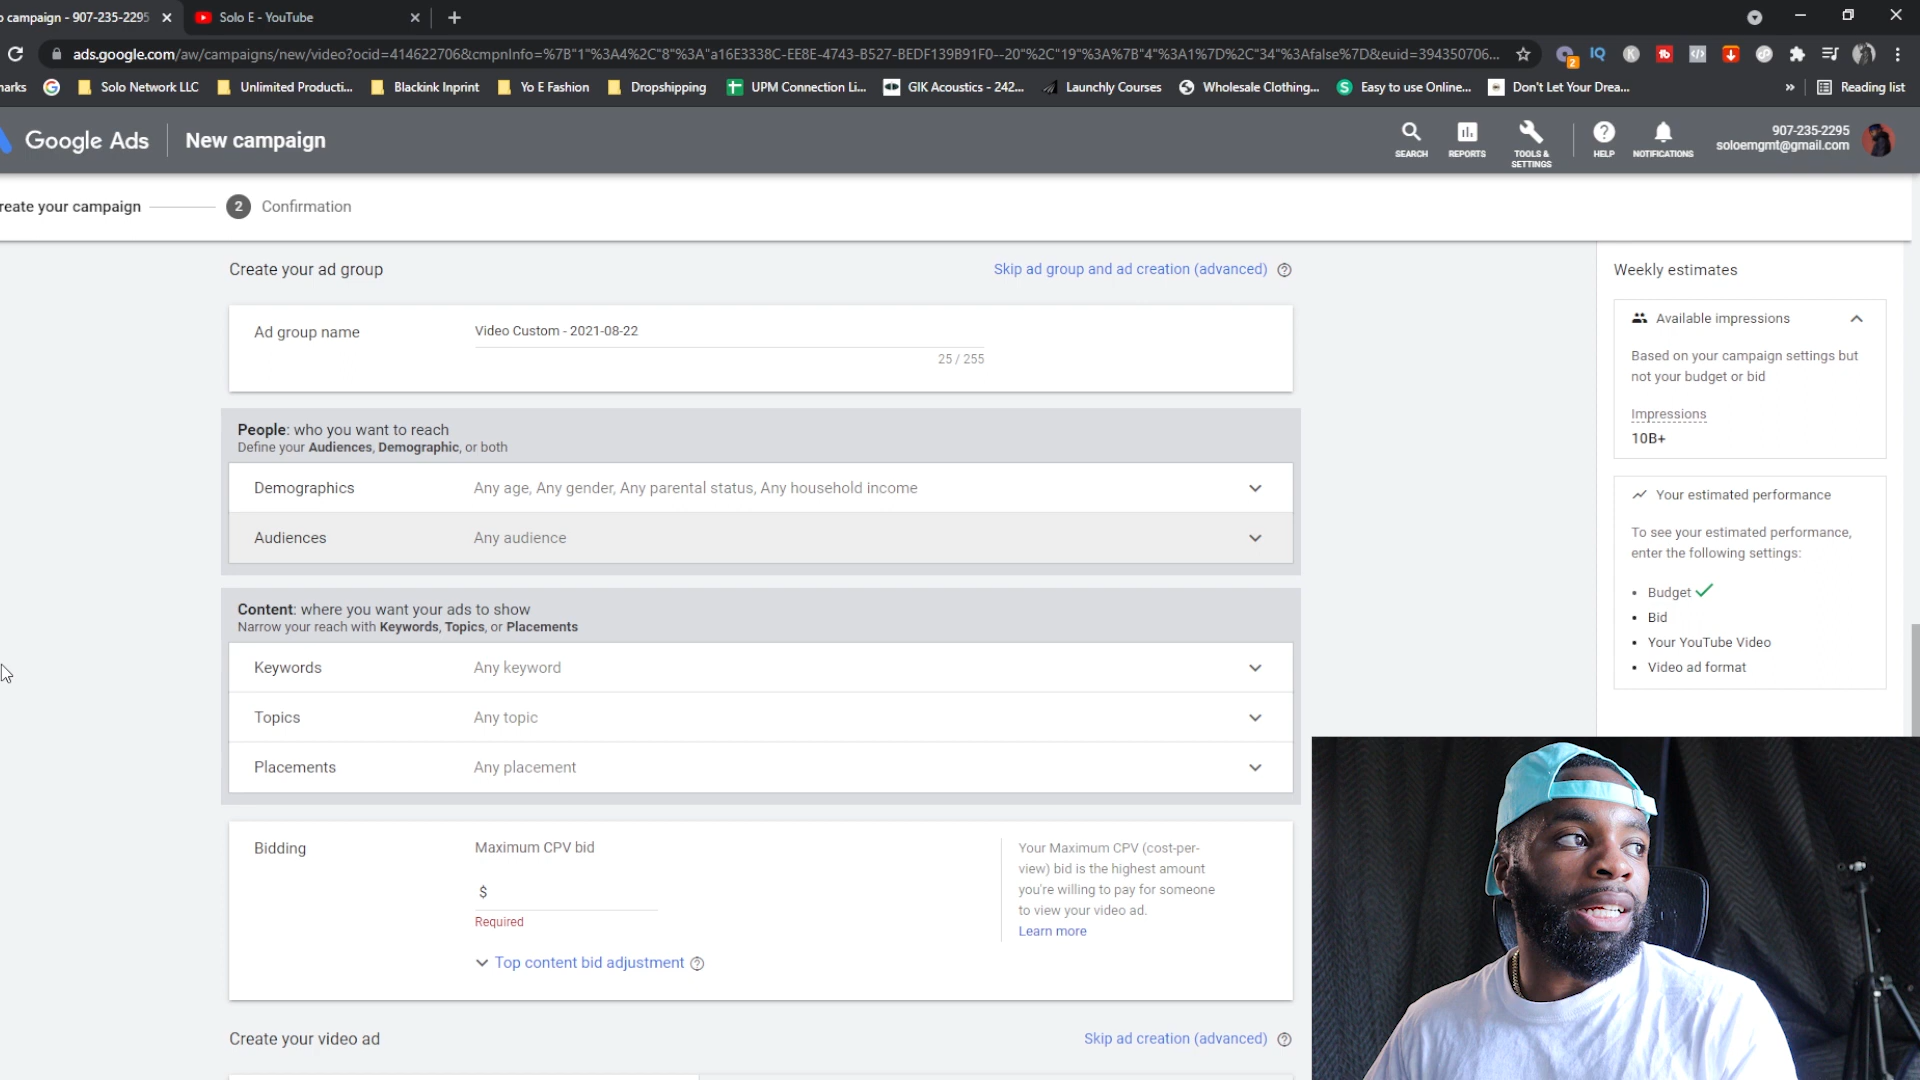 o campaign - 907-235-2295
Solo E - YouTube
ads.google.com/aw/campaigns/new/video?ocid=414622706&cmpnInfo=%7B"1"%3A4%2C"8"%3A"a16E3338C-EE8E-4743-B527-BEDF139B91F0--20"%2C"19"%3A%7B"4"%3A1%7D%2C"34"%3Afalse%7D&euid=394350706...
narks
Solo Network LLC
Unlimited Producti...
Blackink Inprint
Yo E Fashion
Dropshipping
UPM Connection Li...
GIK Acoustics - 242...
Launchly Courses
Wholesale Clothing...
Easy to use Online...
Don't Let Your Drea...
»
Reading list
Google Ads
New campaign
SEARCH
REPORTS
TOOLS &
SETTINGS
HELP
NOTIFICATIONS
907-235-2295
soloemgmt@gmail.com
reate your campaign
2 Confirmation
Create your ad group
Skip ad group and ad creation (advanced)
Ad group name
Video Custom - 2021-08-22
25 / 255
People: who you want to reach
Define your Audiences, Demographic, or both
Demographics
Any age, Any gender, Any parental status, Any household income
Audiences
Any audience
Content: where you want your ads to show
Narrow your reach with Keywords, Topics, or Placements
Keywords
Any keyword
Topics
Any topic
Placements
Any placement
Bidding
Maximum CPV bid
$
Required
Top content bid adjustment
Your Maximum CPV (cost-per-
view) bid is the highest amount
you're willing to pay for someone
to view your video ad.
Learn more
Create your video ad
Skip ad creation (advanced)
Weekly estimates
Available impressions
Based on your campaign settings but
not your budget or bid
Impressions
10B+
Your estimated performance
To see your estimated performance,
enter the following settings:
• Budget
• Bid
• Your YouTube Video
• Video ad format